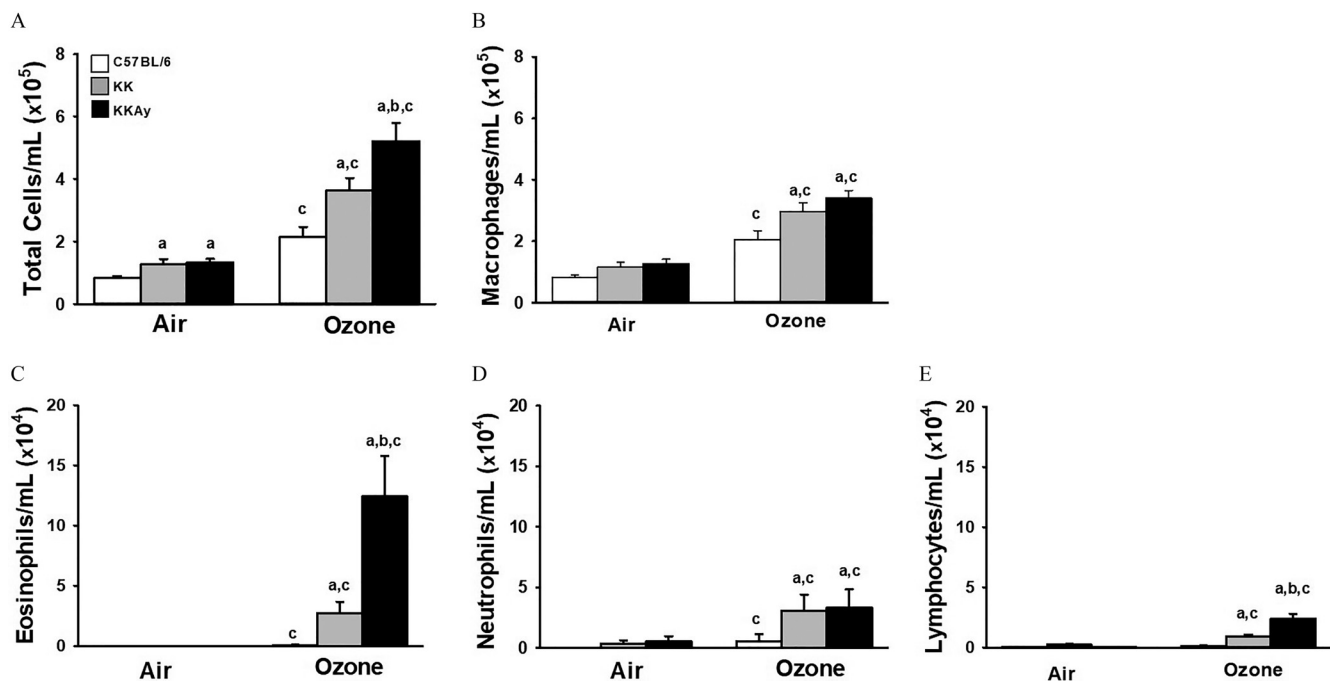 A
Total Cells/mL (x10⁵)
8
6
4
2
0
C57BL/6
KK
KKAy
a
a
c
a,c
a,b,c
Air
Ozone
B
Macrophages/mL (x10⁵)
8
6
4
2
0
c
a,c
a,c
Air
Ozone
C
Eosinophils/mL (x10⁴)
20
15
10
5
0
c
a,c
a,b,c
Air
Ozone
D
Neutrophils/mL (x10⁴)
20
15
10
5
0
c
a,c
a,c
Air
Ozone
E
Lymphocytes/mL (x10⁴)
20
15
10
5
0
a,c
a,b,c
Air
Ozone